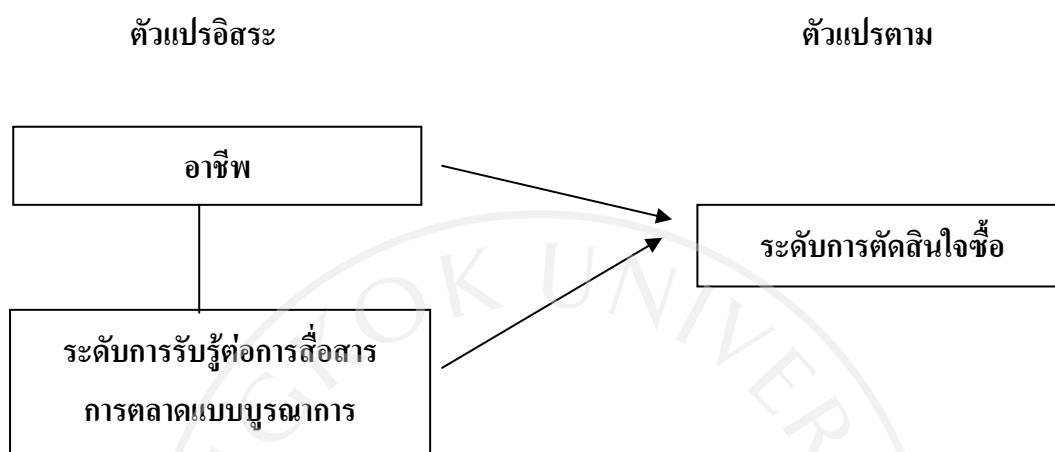 ตัวแปรอิสระ ตัวแปรตาม
อาชีพ
ระดับการตัดสินใจซื้อ
ระดับการรับรู้ต่อการสื่อสาร
การตลาดแบบบูรณาการ
GKOK UNIVER